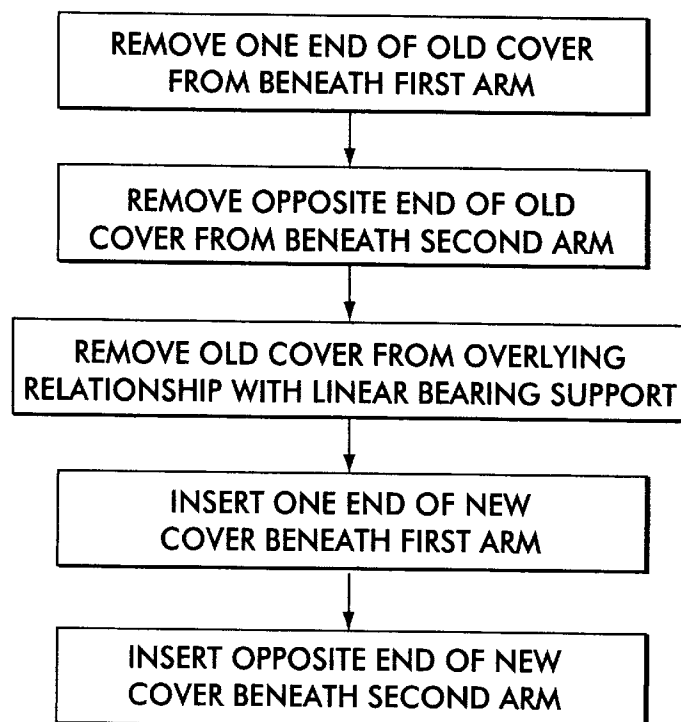 REMOVE ONE END OF OLD COVER
FROM BENEATH FIRST ARM
REMOVE OPPOSITE END OF OLD
COVER FROM BENEATH SECOND ARM
REMOVE OLD COVER FROM OVERLYING
RELATIONSHIP WITH LINEAR BEARING SUPPORT
INSERT ONE END OF NEW
COVER BENEATH FIRST ARM
INSERT OPPOSITE END OF NEW
COVER BENEATH SECOND ARM